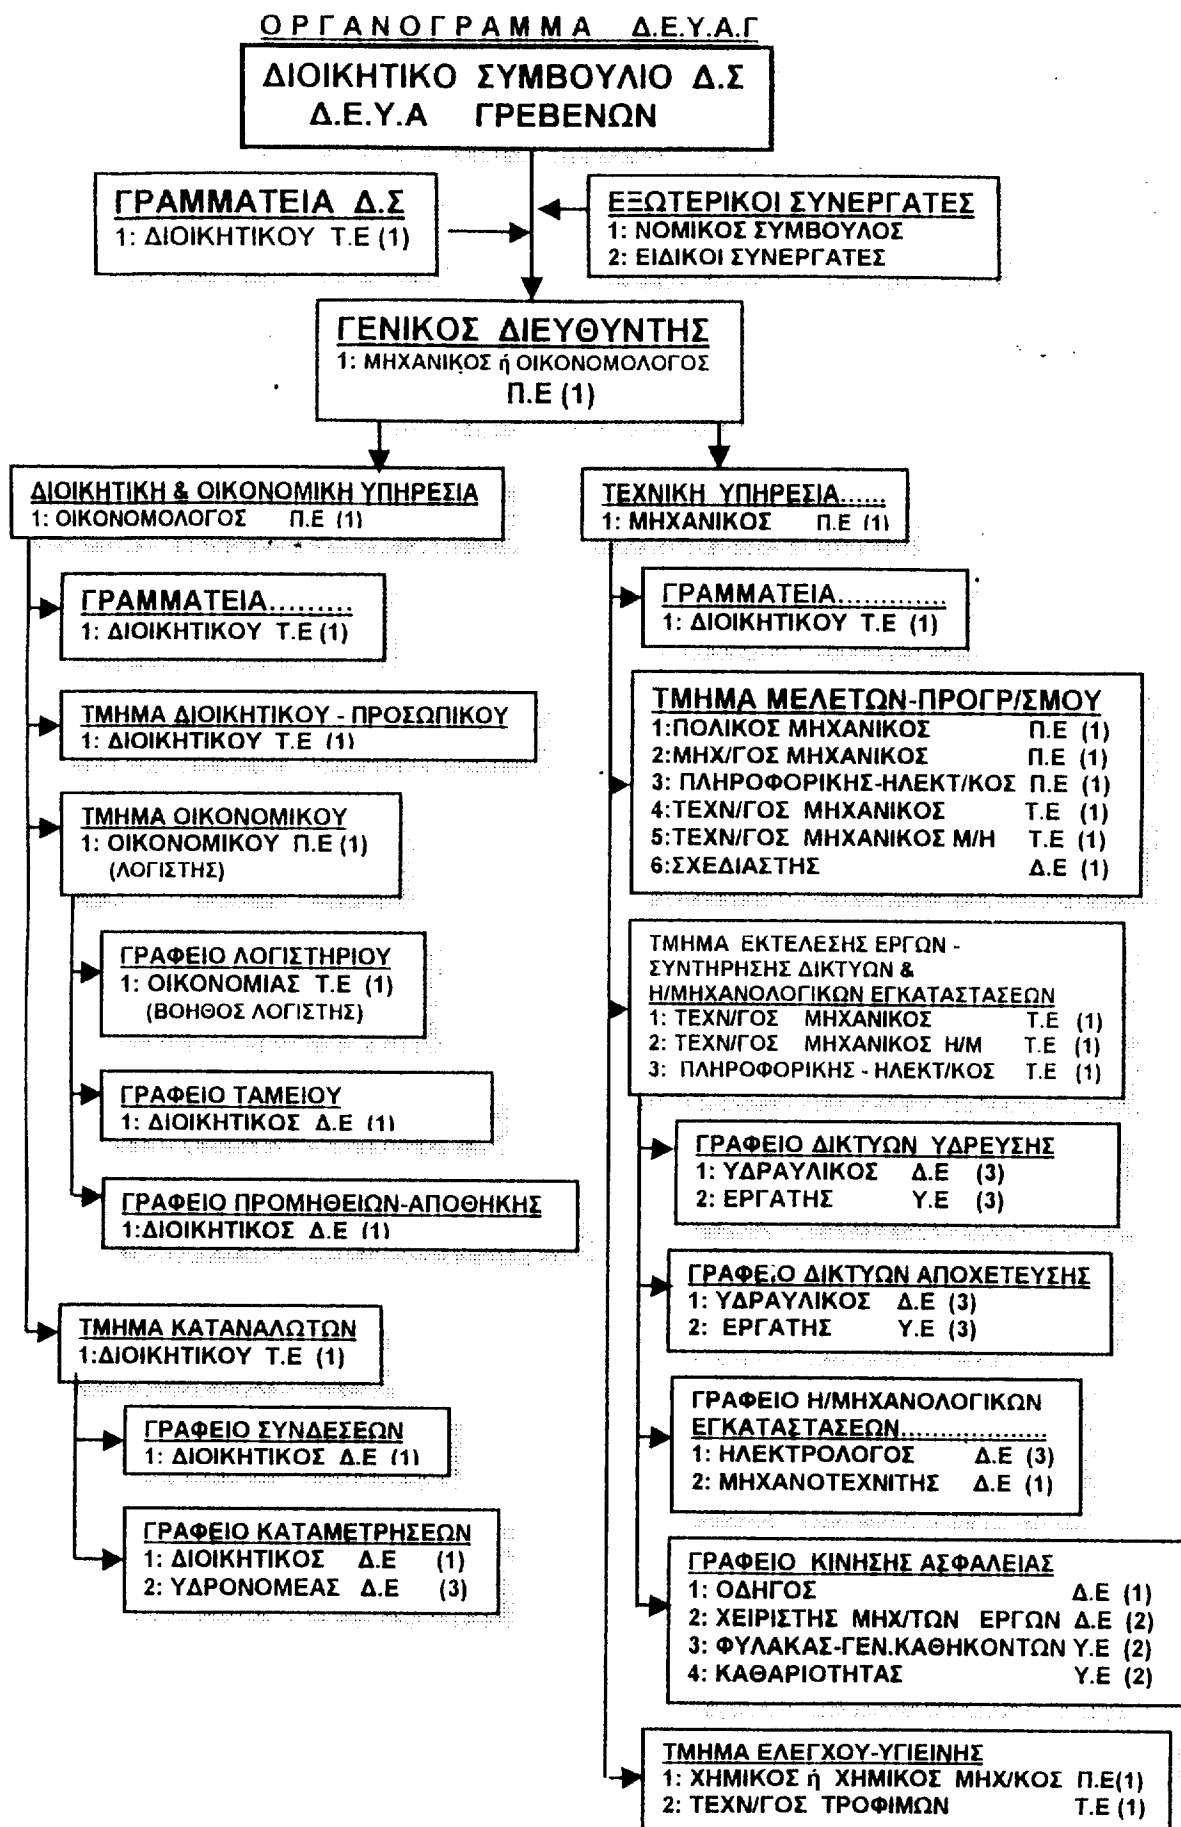 ΟΡΓΑΝΟΓΡΑΜΜΑ Δ.Ε.Υ.Α.Γ
ΔΙΟΙΚΗΤΙΚΟ ΣΥΜΒΟΥΛΙΟ Δ.Σ
Δ.Ε.Υ.Α ΓΡΕΒΕΝΩΝ
ΓΡΑΜΜΑΤΕΙΑ Δ.Σ
1: ΔΙΟΙΚΗΤΙΚΟΥ Τ.Ε (1)
ΕΞΩΤΕΡΙΚΟΙ ΣΥΝΕΡΓΑΤΕΣ
1: ΝΟΜΙΚΟΣ ΣΥΜΒΟΥΛΟΣ
2: ΕΙΔΙΚΟΙ ΣΥΝΕΡΓΑΤΕΣ
ΓΕΝΙΚΟΣ ΔΙΕΥΘΥΝΤΗΣ
1: ΜΗΧΑΝΙΚΟΣ ή ΟΙΚΟΝΟΜΟΛΟΓΟΣ
Π.Ε (1)
ΔΙΟΙΚΗΤΙΚΗ & ΟΙΚΟΝΟΜΙΚΗ ΥΠΗΡΕΣΙΑ
1: ΟΙΚΟΝΟΜΟΛΟΓΟΣ Π.Ε (1)
ΓΡΑΜΜΑΤΕΙΑ.........
1: ΔΙΟΙΚΗΤΙΚΟΥ Τ.Ε (1)
ΤΜΗΜΑ ΔΙΟΙΚΗΤΙΚΟΥ - ΠΡΟΣΩΠΙΚΟΥ
1: ΔΙΟΙΚΗΤΙΚΟΥ Τ.Ε (1)
ΤΜΗΜΑ ΟΙΚΟΝΟΜΙΚΟΥ
1: ΟΙΚΟΝΟΜΙΚΟΥ Π.Ε (1)
(ΛΟΓΙΣΤΗΣ)
ΓΡΑΦΕΙΟ ΛΟΓΙΣΤΗΡΙΟΥ
1: ΟΙΚΟΝΟΜΙΑΣ Τ.Ε (1)
(ΒΟΗΘΟΣ ΛΟΓΙΣΤΗΣ)
ΓΡΑΦΕΙΟ ΤΑΜΕΙΟΥ
1: ΔΙΟΙΚΗΤΙΚΟΣ Δ.Ε (1)
ΓΡΑΦΕΙΟ ΠΡΟΜΗΘΕΙΩΝ-ΑΠΟΘΗΚΗΣ
1:ΔΙΟΙΚΗΤΙΚΟΣ Δ.Ε (1)
ΤΜΗΜΑ ΚΑΤΑΝΑΛΩΤΩΝ
1:ΔΙΟΙΚΗΤΙΚΟΥ Τ.Ε (1)
ΓΡΑΦΕΙΟ ΣΥΝΔΕΣΕΩΝ
1: ΔΙΟΙΚΗΤΙΚΟΣ Δ.Ε (1)
ΓΡΑΦΕΙΟ ΚΑΤΑΜΕΤΡΗΣΕΩΝ
1: ΔΙΟΙΚΗΤΙΚΟΣ Δ.Ε (1)
2: ΥΔΡΟΝΟΜΕΑΣ Δ.Ε (3)
ΤΕΧΝΙΚΗ ΥΠΗΡΕΣΙΑ......
1: ΜΗΧΑΝΙΚΟΣ Π.Ε (1)
ΓΡΑΜΜΑΤΕΙΑ.............
1: ΔΙΟΙΚΗΤΙΚΟΥ Τ.Ε (1)
ΤΜΗΜΑ ΜΕΛΕΤΩΝ-ΠΡΟΓΡ/ΣΜΟΥ
1:ΠΟΛΙΚΟΣ ΜΗΧΑΝΙΚΟΣ Π.Ε (1)
2:ΜΗΧ/ΓΟΣ ΜΗΧΑΝΙΚΟΣ Π.Ε (1)
3: ΠΛΗΡΟΦΟΡΙΚΗΣ-ΗΛΕΚΤ/ΚΟΣ Π.Ε (1)
4:ΤΕΧΝ/ΓΟΣ ΜΗΧΑΝΙΚΟΣ Τ.Ε (1)
5:ΤΕΧΝ/ΓΟΣ ΜΗΧΑΝΙΚΟΣ Μ/Η Τ.Ε (1)
6:ΣΧΕΔΙΑΣΤΗΣ Δ.Ε (1)
ΤΜΗΜΑ ΕΚΤΕΛΕΣΗΣ ΕΡΓΩΝ -
ΣΥΝΤΗΡΗΣΗΣ ΔΙΚΤΥΩΝ &
Η/ΜΗΧΑΝΟΛΟΓΙΚΩΝ ΕΓΚΑΤΑΣΤΑΣΕΩΝ
1: ΤΕΧΝ/ΓΟΣ ΜΗΧΑΝΙΚΟΣ Τ.Ε (1)
2: ΤΕΧΝ/ΓΟΣ ΜΗΧΑΝΙΚΟΣ Η/Μ Τ.Ε (1)
3: ΠΛΗΡΟΦΟΡΙΚΗΣ - ΗΛΕΚΤ/ΚΟΣ Τ.Ε (1)
ΓΡΑΦΕΙΟ ΔΙΚΤΥΩΝ ΥΔΡΕΥΣΗΣ
1: ΥΔΡΑΥΛΙΚΟΣ Δ.Ε (3)
2: ΕΡΓΑΤΗΣ Υ.Ε (3)
ΓΡΑΦΕΙΟ ΔΙΚΤΥΩΝ ΑΠΟΧΕΤΕΥΣΗΣ
1: ΥΔΡΑΥΛΙΚΟΣ Δ.Ε (3)
2: ΕΡΓΑΤΗΣ Υ.Ε (3)
ΓΡΑΦΕΙΟ Η/ΜΗΧΑΝΟΛΟΓΙΚΩΝ
ΕΓΚΑΤΑΣΤΑΣΕΩΝ...................
1: ΗΛΕΚΤΡΟΛΟΓΟΣ Δ.Ε (3)
2: ΜΗΧΑΝΟΤΕΧΝΙΤΗΣ Δ.Ε (1)
ΓΡΑΦΕΙΟ ΚΙΝΗΣΗΣ ΑΣΦΑΛΕΙΑΣ
1: ΟΔΗΓΟΣ Δ.Ε (1)
2: ΧΕΙΡΙΣΤΗΣ ΜΗΧ/ΤΩΝ ΕΡΓΩΝ Δ.Ε (2)
3: ΦΥΛΑΚΑΣ-ΓΕΝ.ΚΑΘΗΚΟΝΤΩΝ Υ.Ε (2)
4: ΚΑΘΑΡΙΟΤΗΤΑΣ Υ.Ε (2)
ΤΜΗΜΑ ΕΛΕΓΧΟΥ-ΥΓΙΕΙΝΗΣ
1: ΧΗΜΙΚΟΣ ή ΧΗΜΙΚΟΣ ΜΗΧ/ΚΟΣ Π.Ε(1)
2: ΤΕΧΝ/ΓΟΣ ΤΡΟΦΙΜΩΝ Τ.Ε (1)